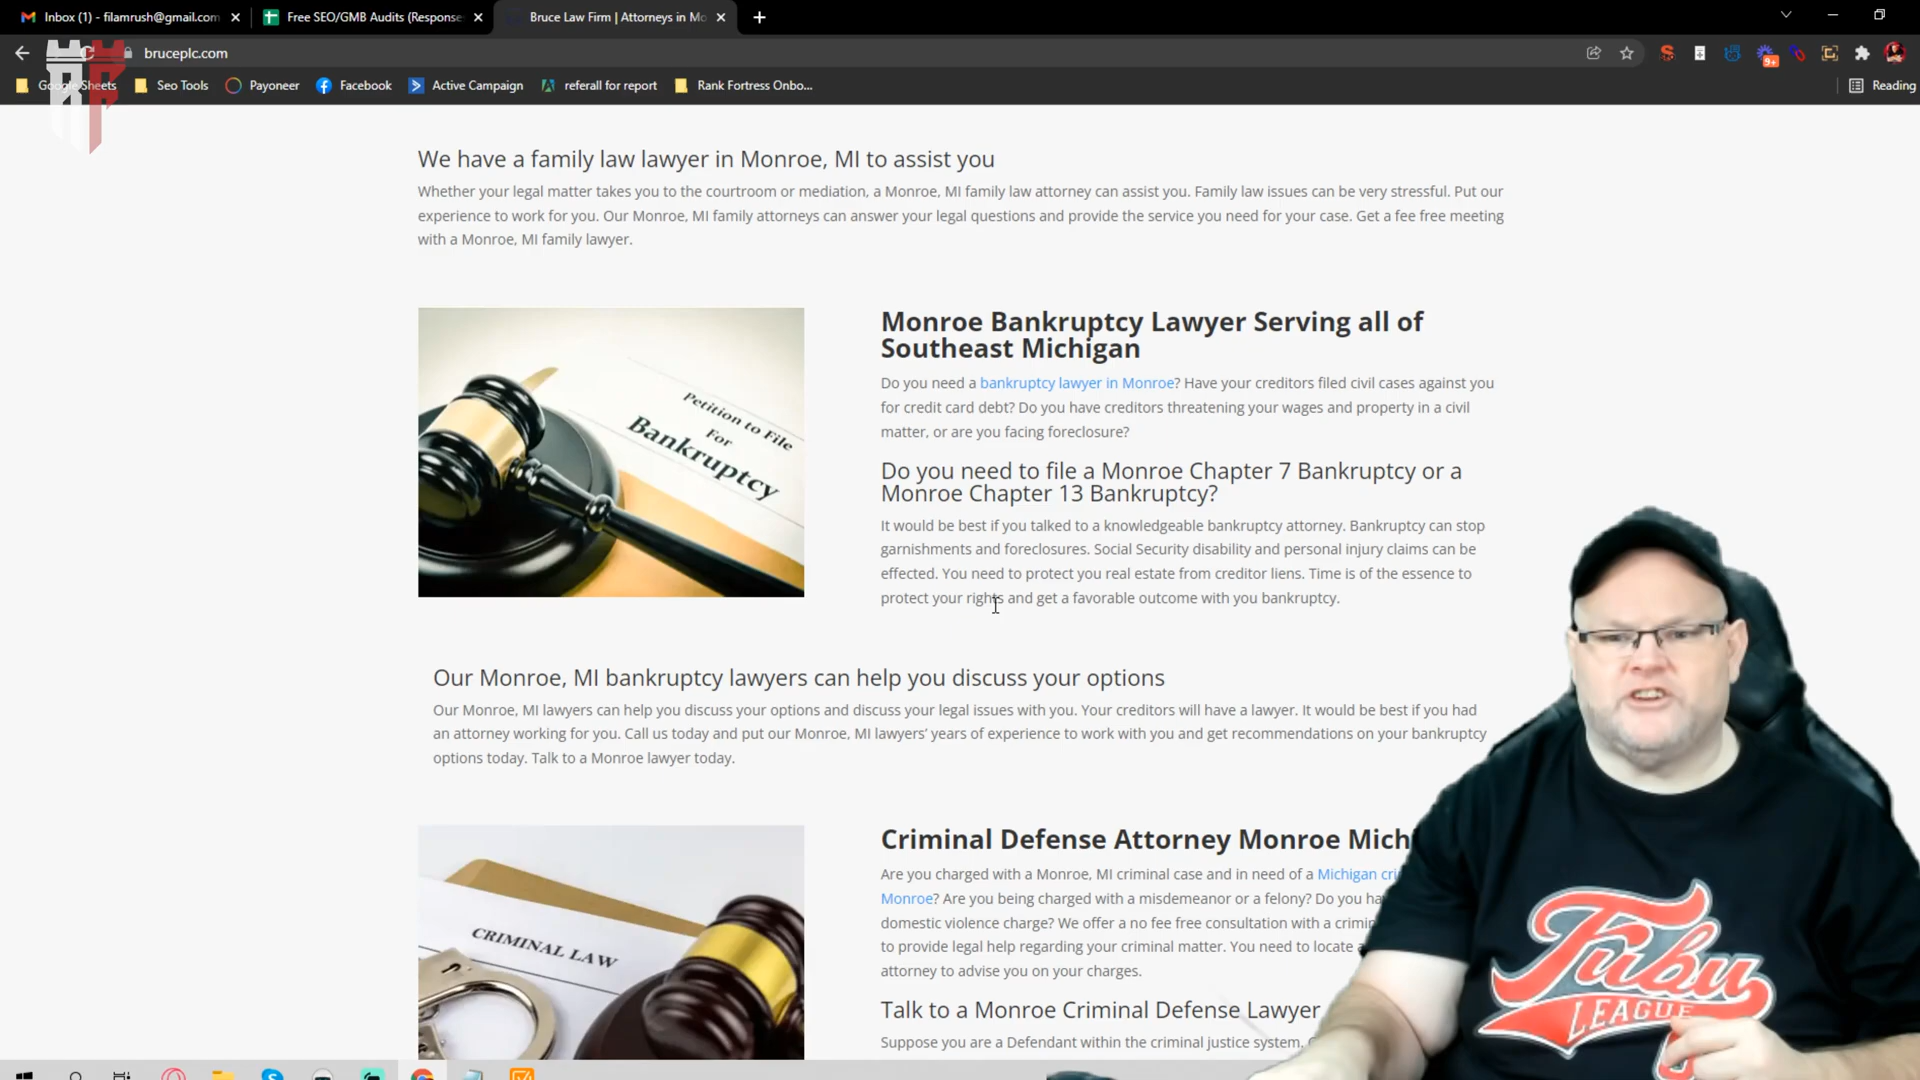 Inbox (1) - filamrush@gmail.com
Free SEO/GMB Audits (Response
Bruce Law Firm | Attorneys in Mo
bruceplc.com
9+
Google Sheets
Seo Tools
Payoneer
Facebook
Active Campaign
referall for report
Rank Fortress Onbo...
Reading
We have a family law lawyer in Monroe, MI to assist you
Whether your legal matter takes you to the courtroom or mediation, a Monroe, MI family law attorney can assist you. Family law issues can be very stressful. Put our
experience to work for you. Our Monroe, MI family attorneys can answer your legal questions and provide the service you need for your case. Get a fee free meeting
with a Monroe, MI family lawyer.
Petition to File
For
Bankruptcy
Monroe Bankruptcy Lawyer Serving all of
Southeast Michigan
Do you need a bankruptcy lawyer in Monroe? Have your creditors filed civil cases against you
for credit card debt? Do you have creditors threatening your wages and property in a civil
matter, or are you facing foreclosure?
Do you need to file a Monroe Chapter 7 Bankruptcy or a
Monroe Chapter 13 Bankruptcy?
It would be best if you talked to a knowledgeable bankruptcy attorney. Bankruptcy can stop
garnishments and foreclosures. Social Security disability and personal injury claims can be
effected. You need to protect you real estate from creditor liens. Time is of the essence to
protect your rights and get a favorable outcome with you bankruptcy.
Our Monroe, MI bankruptcy lawyers can help you discuss your options
Our Monroe, MI lawyers can help you discuss your options and discuss your legal issues with you. Your creditors will have a lawyer. It would be best if you had
an attorney working for you. Call us today and put our Monroe, MI lawyers' years of experience to work with you and get recommendations on your bankruptcy
options today. Talk to a Monroe lawyer today.
CRIMINAL LAW
Criminal Defense Attorney Monroe Mich
Are you charged with a Monroe, MI criminal case and in need of a Michigan cri
Monroe? Are you being charged with a misdemeanor or a felony? Do you ha
domestic violence charge? We offer a no fee free consultation with a crimin
to provide legal help regarding your criminal matter. You need to locate a
attorney to advise you on your charges.
Talk to a Monroe Criminal Defense Lawyer
Suppose you are a Defendant within the criminal justice system.
Fubu
LEAGUE